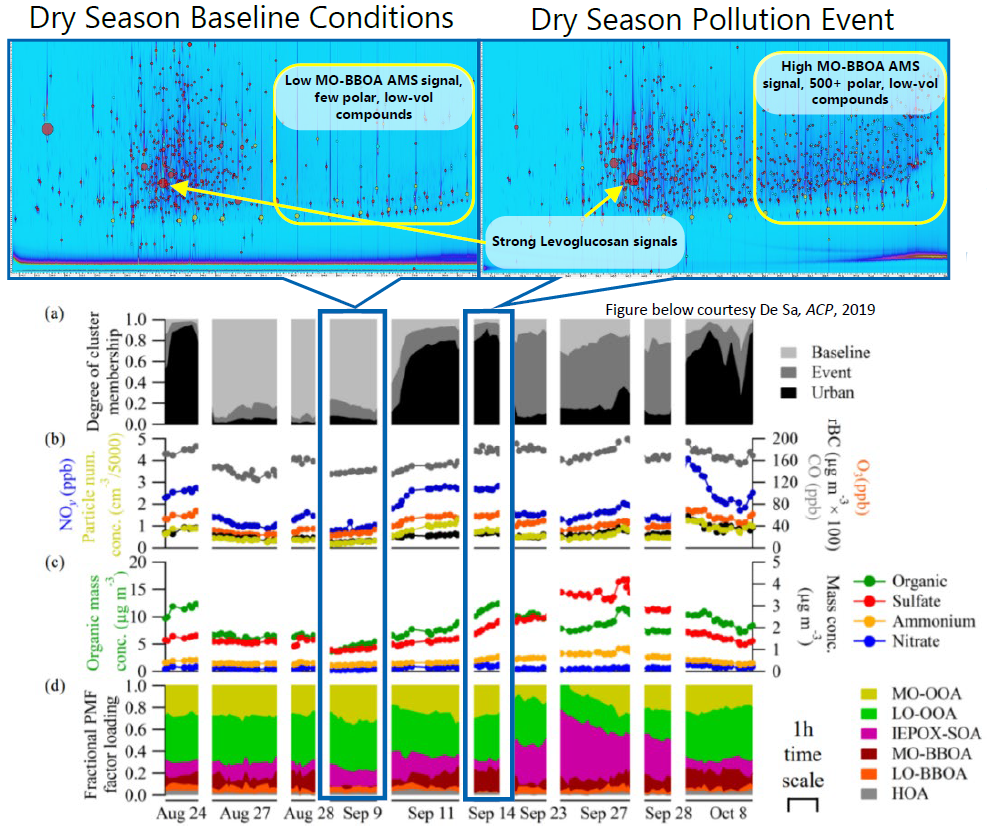 Dry Season Baseline Conditions
Dry Season Pollution Event
Low MO-BBOA AMS signal,
few polar, low-vol
compounds
High MO-BBOA AMS
signal, 500+ polar, low-vol
compounds
Strong Levoglucosan signals
Figure below courtesy De Sa, ACP, 2019
(a)
Degree of cluster
membership
1.0
0.8
0.6
0.4
0.2
0.0
Baseline
Event
Urban
(b)
NOy (ppb)
Particle num.
conc. (cm-3/5000)
5
4
3
2
1
0
200
160
120
80
40
0
CO (ppb)
rBC (µg m-3 × 100)
O3(ppb)
(c)
Organic mass
conc. (µg m-3)
20
15
10
5
0
5
4
3
2
1
0
Mass conc.
(µg m-3)
Organic
Sulfate
Ammonium
Nitrate
(d)
Fractional PMF
factor loading
1.0
0.8
0.6
0.4
0.2
0.0
1h
time
scale
MO-OOA
LO-OOA
IEPOX-SOA
MO-BBOA
LO-BBOA
HOA
Aug 24
Aug 27
Aug 28
Sep 9
Sep 11
Sep 14
Sep 23
Sep 27
Sep 28
Oct 8